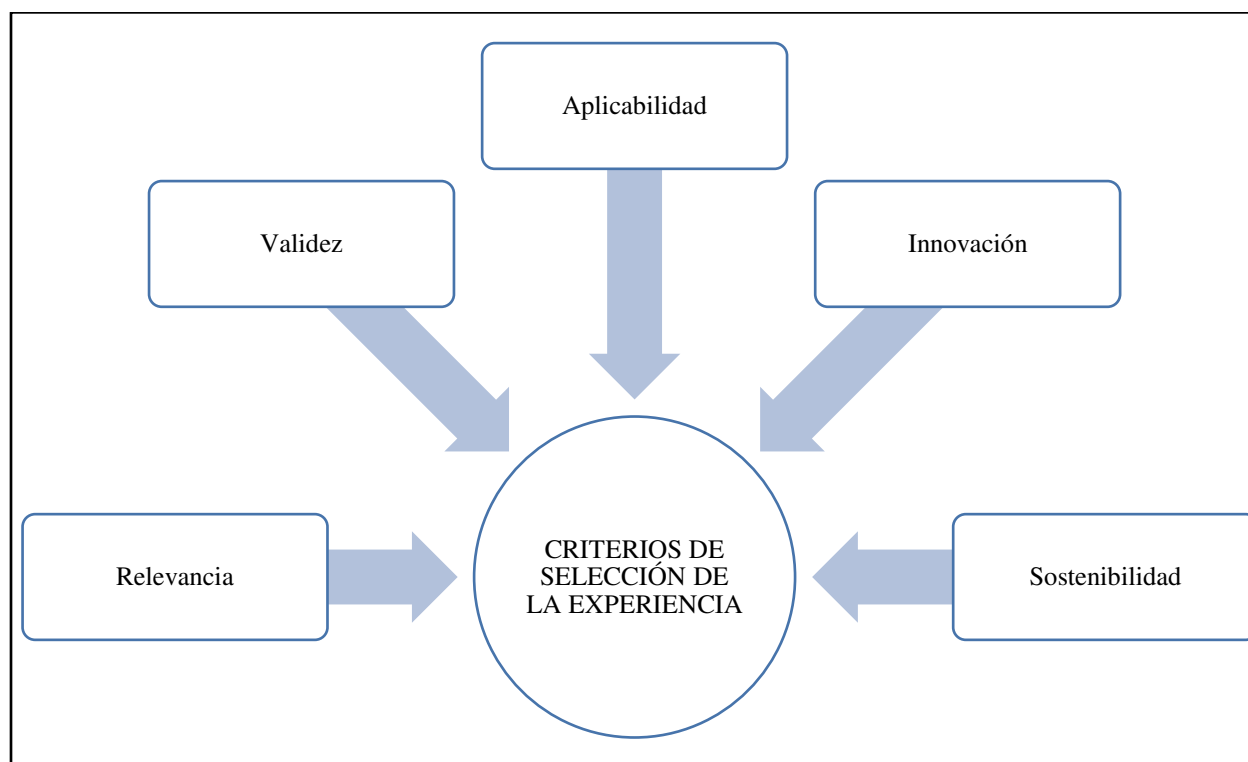 Aplicabilidad
Validez
Innovación
Relevancia
CRITERIOS DE
SELECCIÓN DE
LA EXPERIENCIA
Sostenibilidad